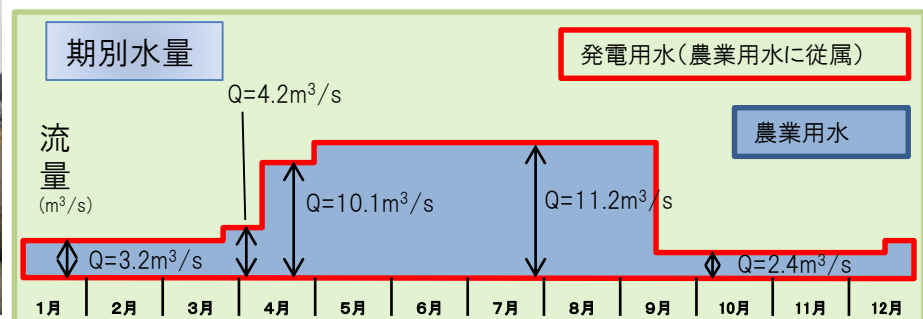 期別水量
発電用水(農業用水に従属)
Q=4.2m³/s
農業用水
流量
(m³/s)
Q=10.1m³/s
Q=11.2m³/s
Q=3.2m³/s
Q=2.4m³/s
1月 2月 3月 4月 5月 6月 7月 8月 9月 10月 11月 12月